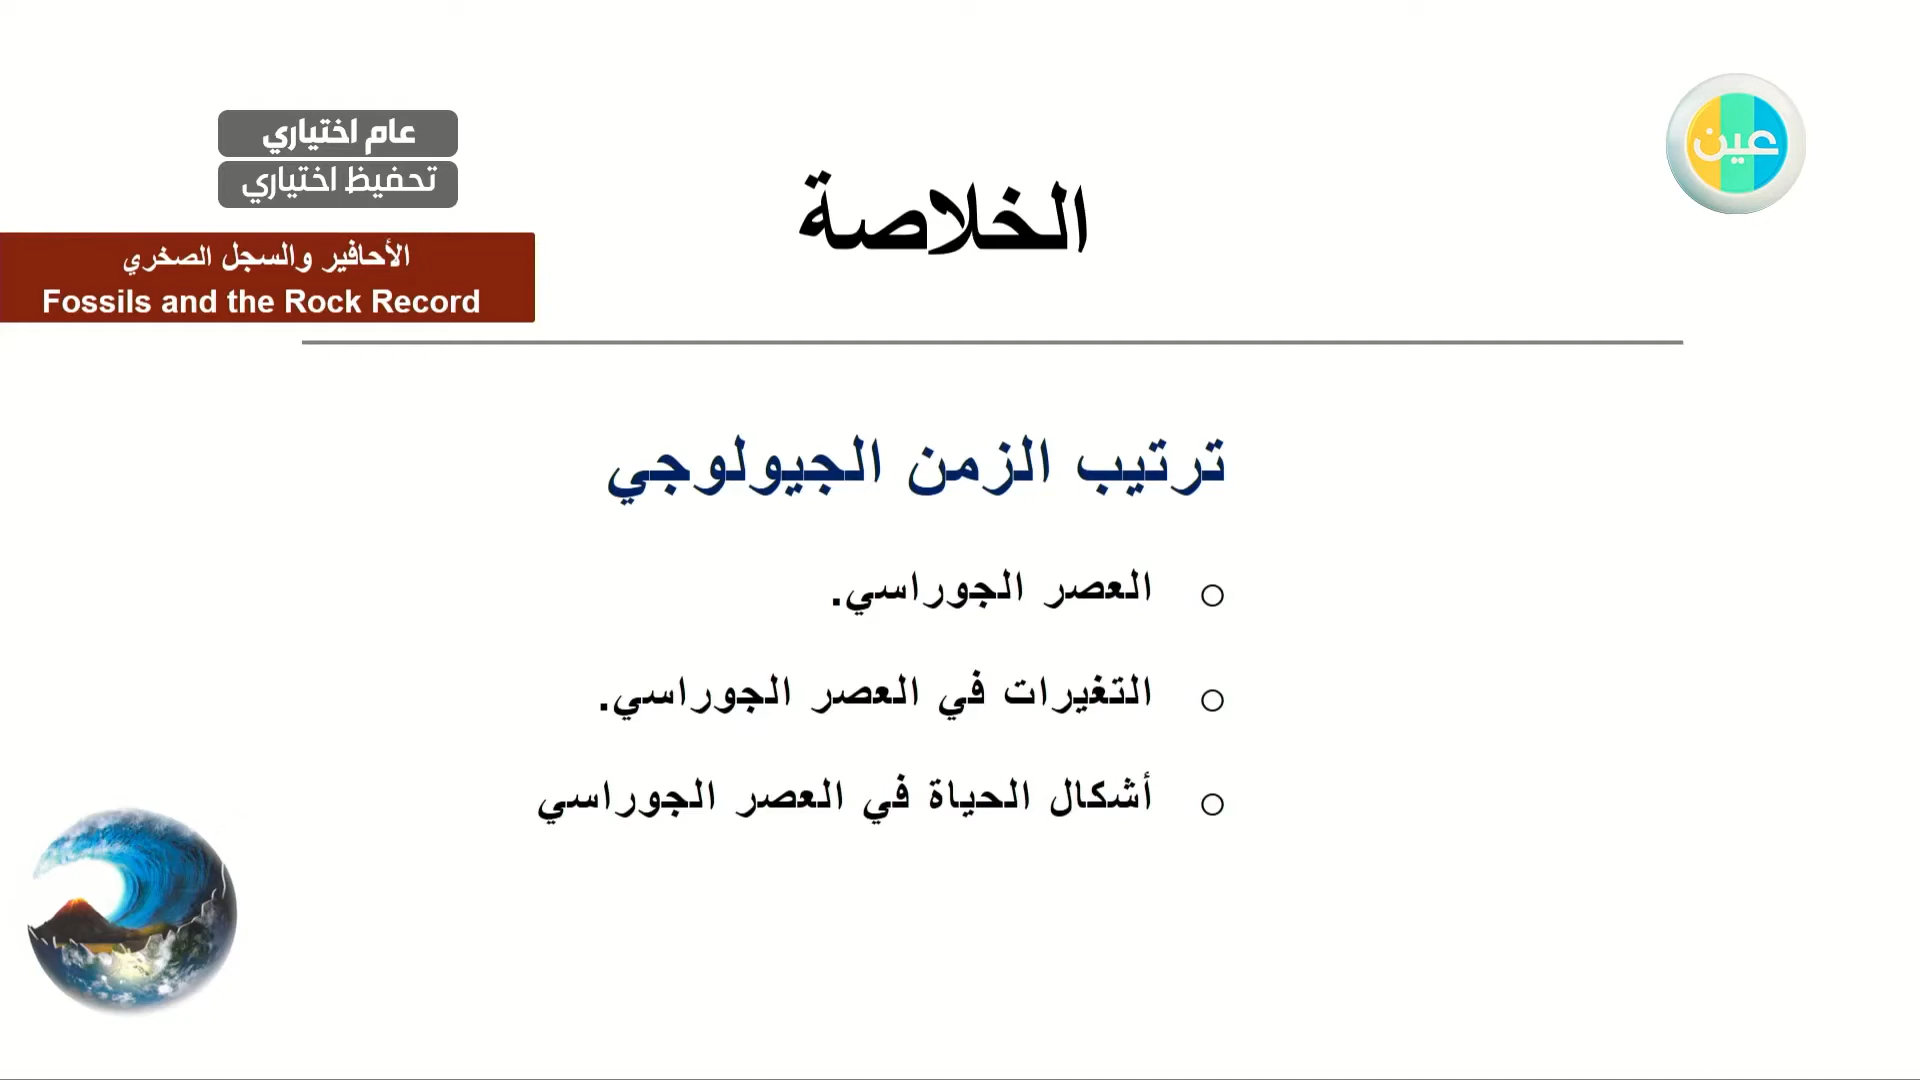 عام اختياري
تحفيظ اختياري
عين
الخلاصة
الأحافير والسجل الصخري
Fossils and the Rock Record
ترتيب الزمن الجيولوجي
○ العصر الجوراسي.
○ التغيرات في العصر الجوراسي.
○ أشكال الحياة في العصر الجوراسي